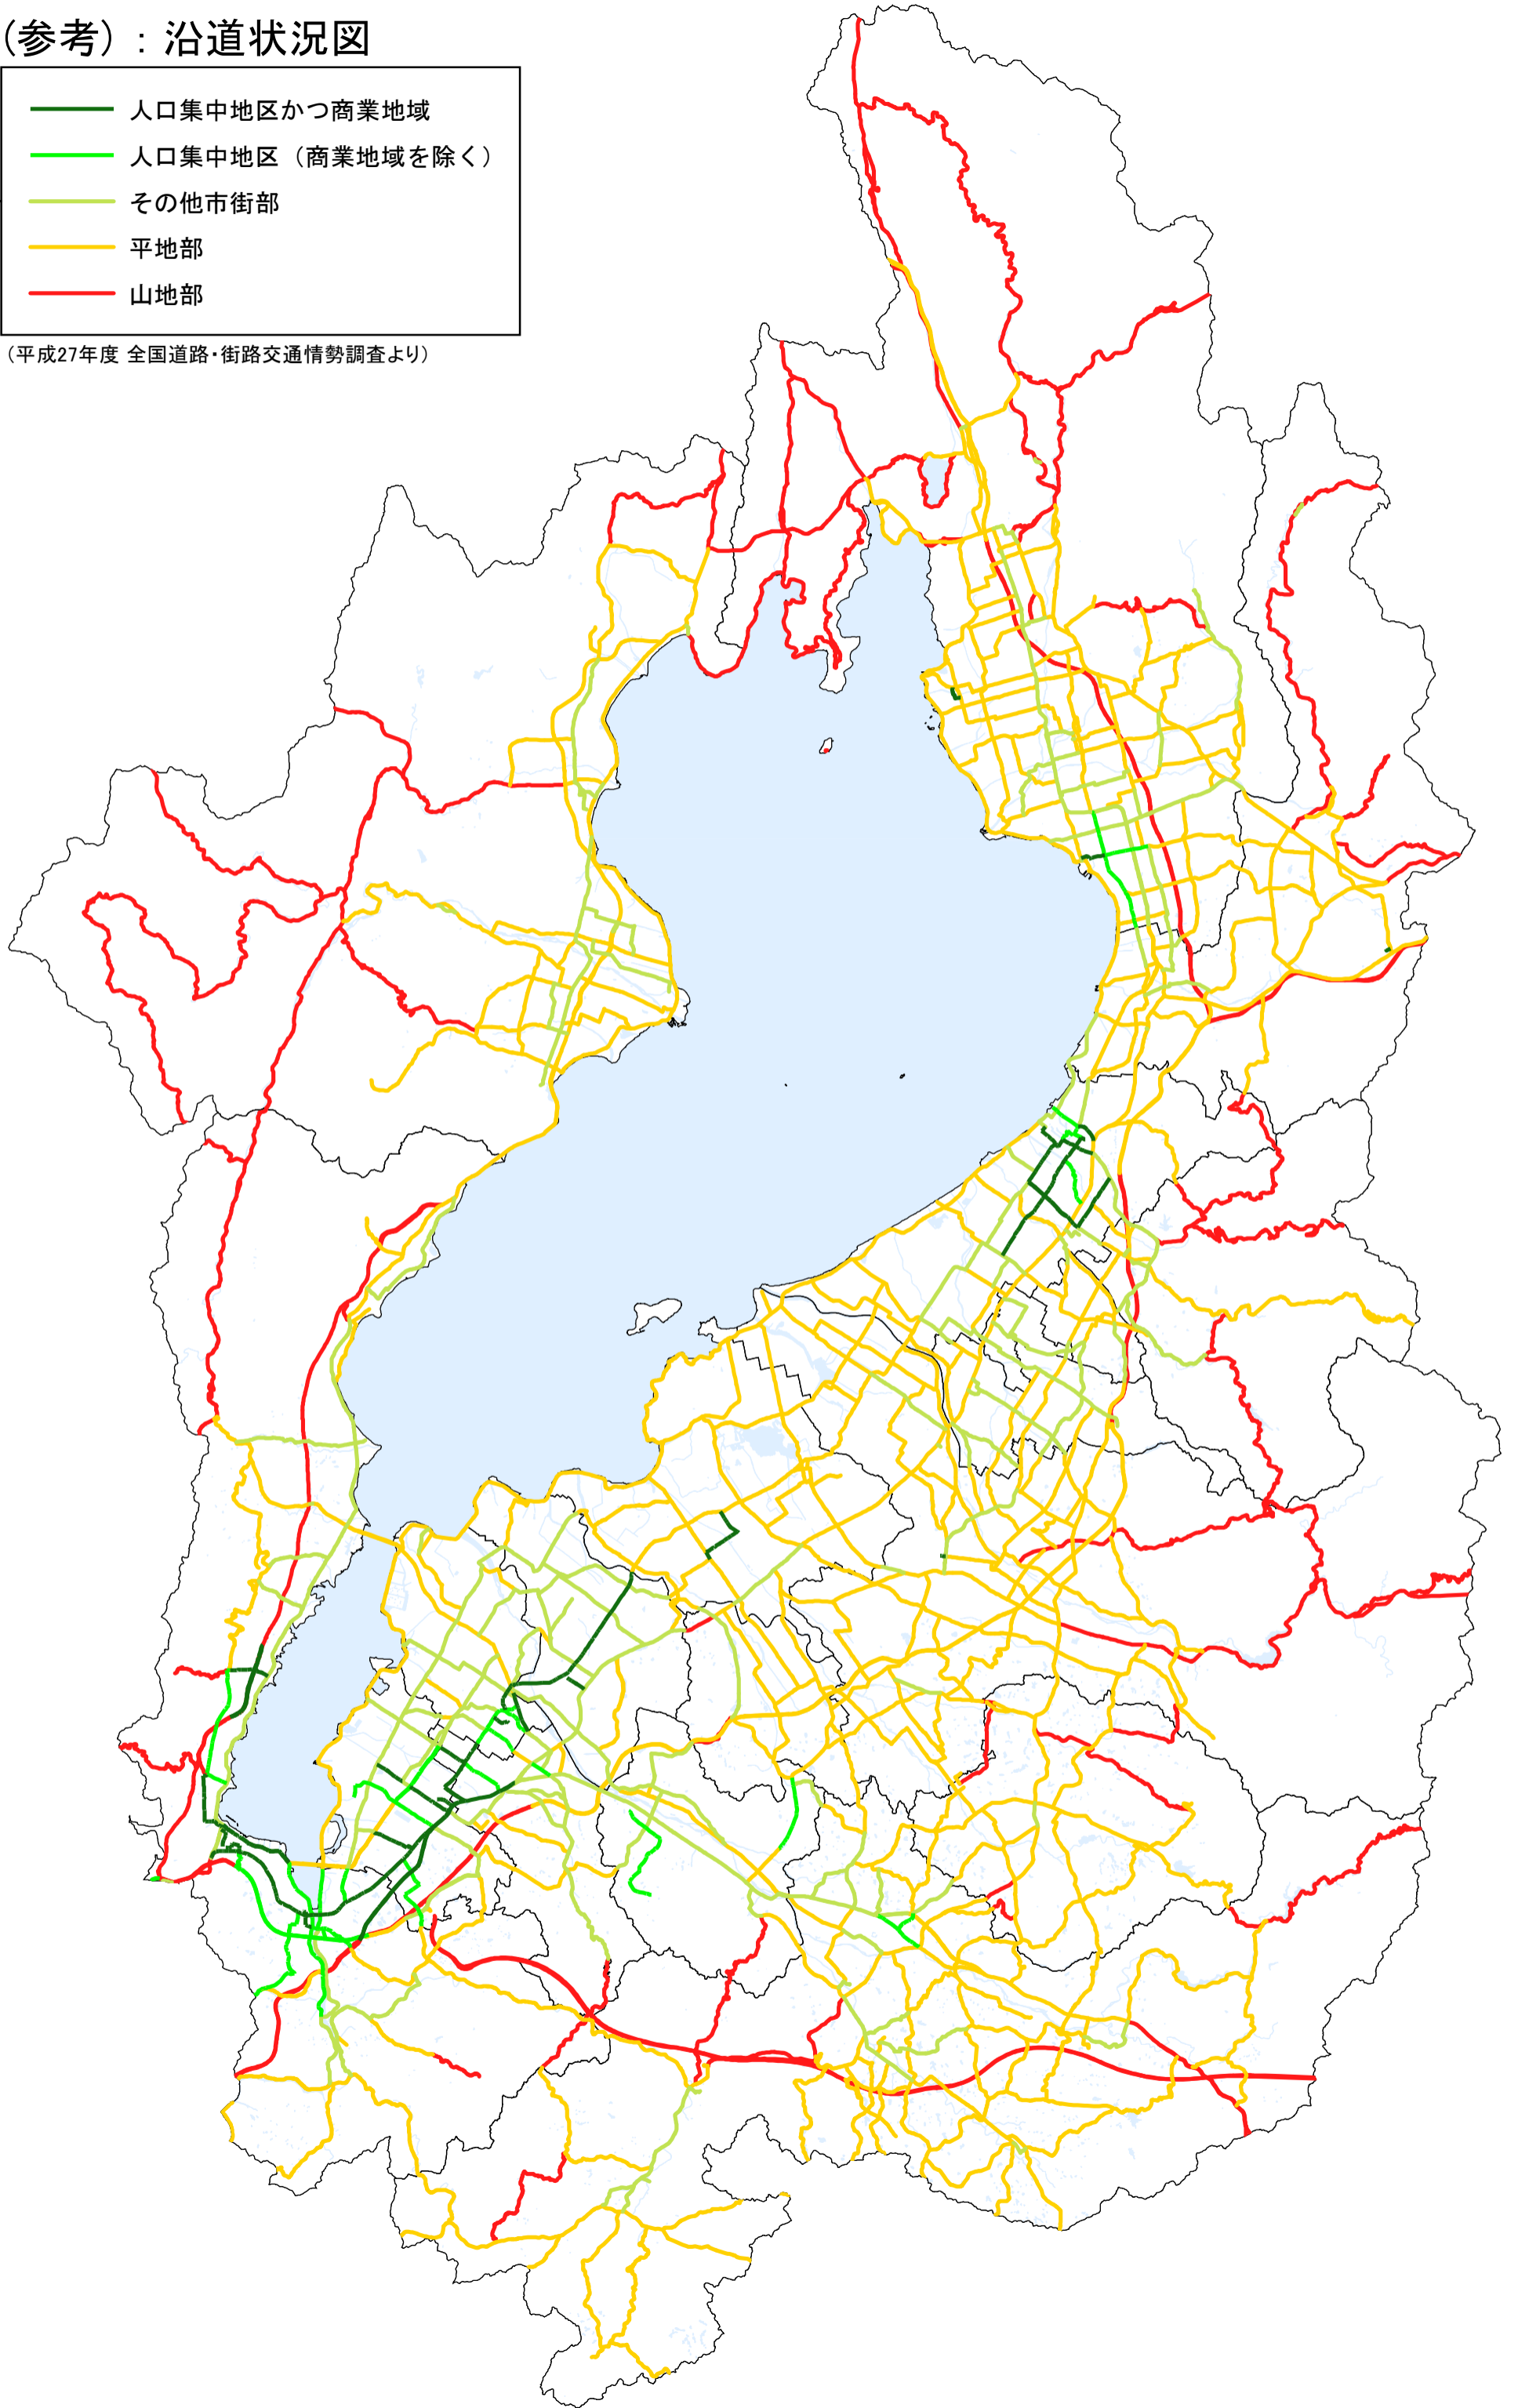 (参考）：沿道状況図
人口集中地区かつ商業地域
人口集中地区（商業地域を除く）
その他市街部
平地部
山地部
（平成27年度 全国道路・街路交通情勢調査より）